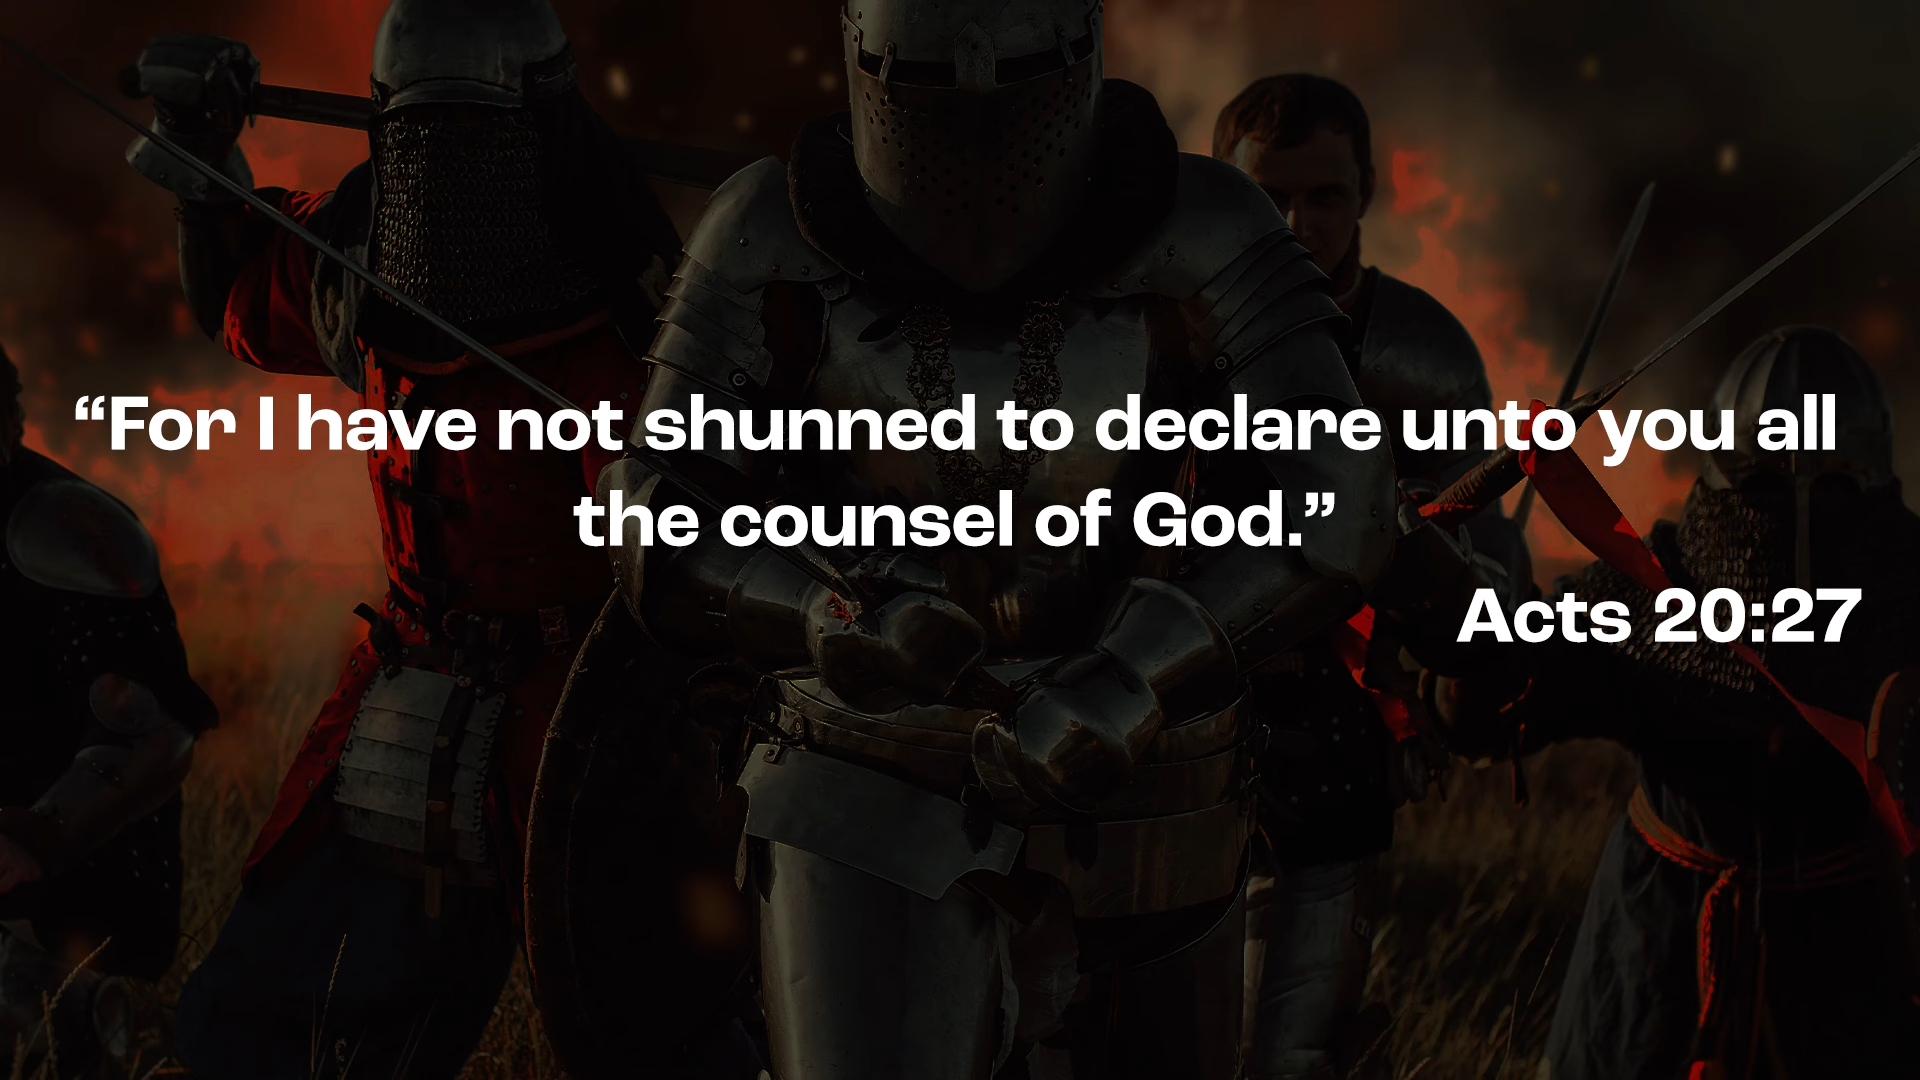 “For I have not shunned to declare unto you all
the counsel of God.”
Acts 20:27